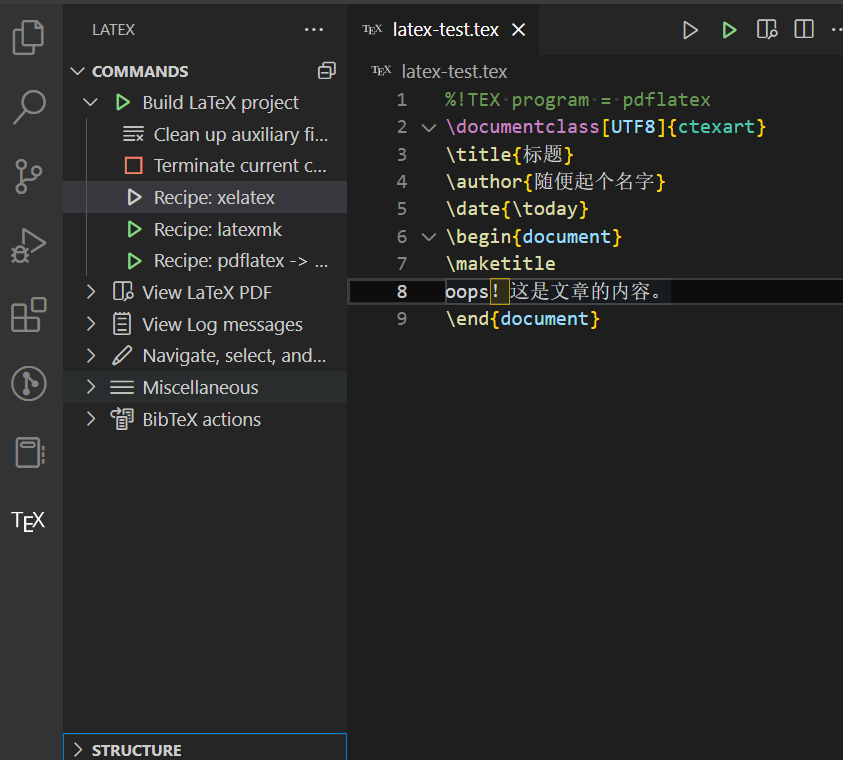 LATEX
COMMANDS
Build LaTeX project
Clean up auxiliary fi...
Terminate current c...
Recipe: xelatex
Recipe: latexmk
Recipe: pdflatex -> ...
View LaTeX PDF
View Log messages
Navigate, select, and...
Miscellaneous
BibTeX actions
TEX
STRUCTURE
TEX latex-test.tex
TEX latex-test.tex
1 %!TEX program = pdflatex
2 \documentclass[UTF8]{ctexart}
3 \title{标题}
4 \author{随便起个名字}
5 \date{\today}
6 \begin{document}
7 \maketitle
8 oops！这是文章的内容。
9 \end{document}